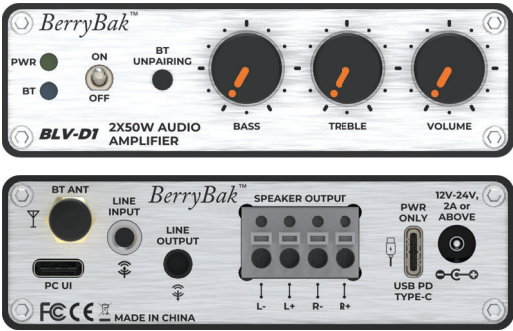 BerryBak™
PWR
BT
ON
OFF
BT
UNPAIRING
BASS
TREBLE
VOLUME
BLV-D1
2X50W AUDIO
AMPLIFIER
BT ANT
LINE
INPUT
BerryBak™
LINE
OUTPUT
SPEAKER OUTPUT
PWR
ONLY
12V-24V,
2A or
ABOVE
PC UI
USB PD
TYPE-C
L-
L+
R-
R+
FC CE
MADE IN CHINA